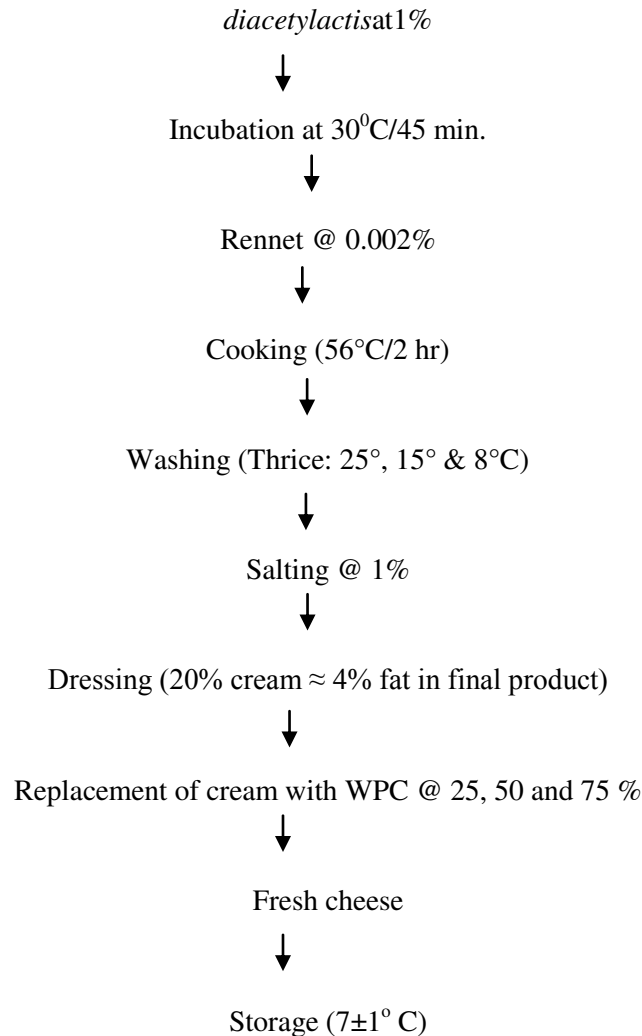 diacetylactisat1%
Incubation at 30⁰C/45 min.
Rennet @ 0.002%
Cooking (56°C/2 hr)
Washing (Thrice: 25°, 15° & 8°C)
Salting @ 1%
Dressing (20% cream ≈ 4% fat in final product)
Replacement of cream with WPC @ 25, 50 and 75 %
Fresh cheese
Storage (7±1° C)